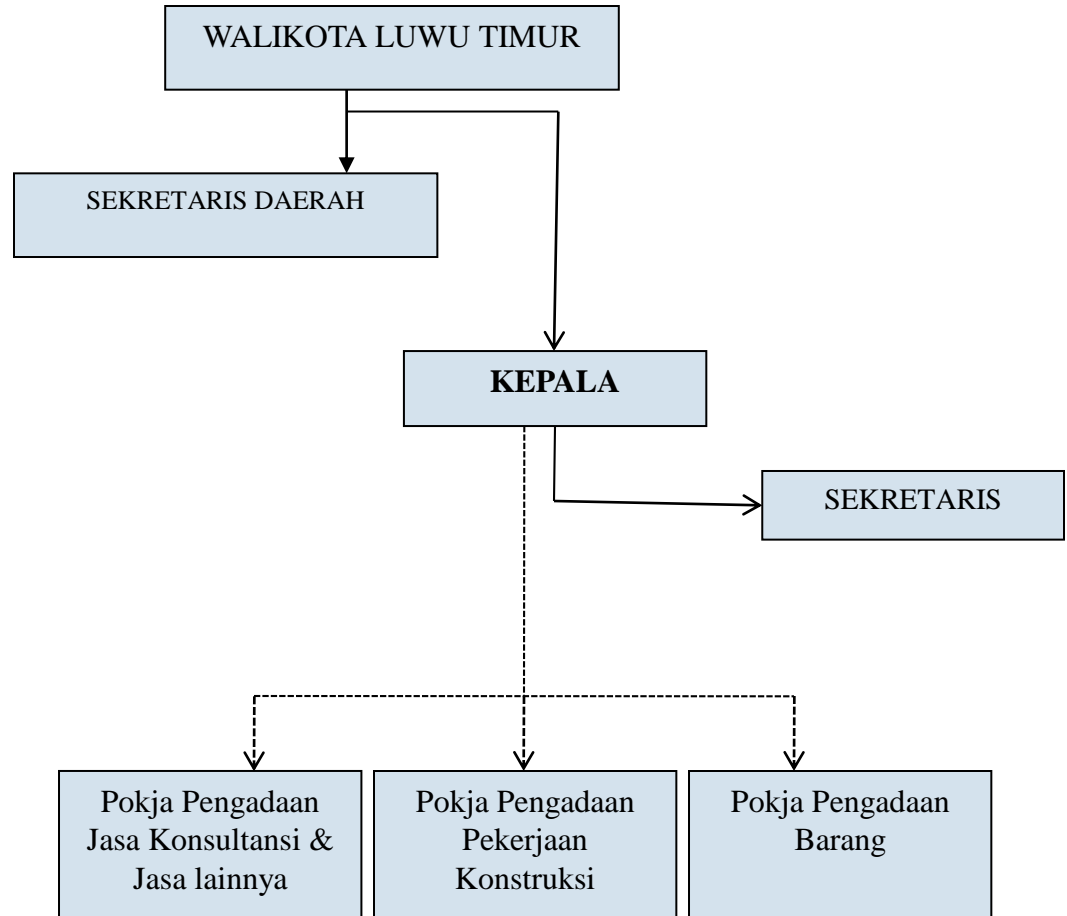 WALIKOTA LUWU TIMUR
SEKRETARIS DAERAH
KEPALA
SEKRETARIS
Pokja Pengadaan
Jasa Konsultansi &
Jasa lainnya
Pokja Pengadaan
Pekerjaan
Konstruksi
Pokja Pengadaan
Barang